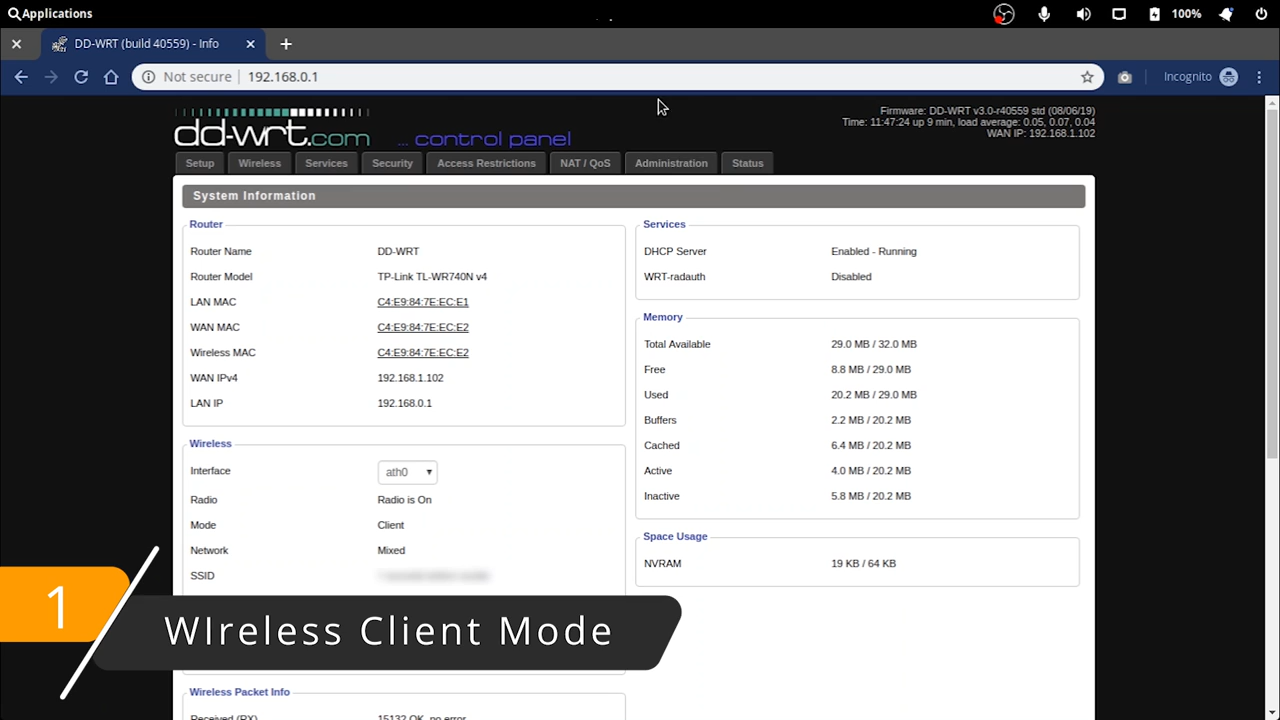 Applications
100%
DD-WRT (build 40559) - Info
Not secure
192.168.0.1
Incognito
Firmware: DD-WRT v3.0-r40559 std (08/06/19)
Time: 11:47:24 up 9 min, load average: 0.05, 0.07, 0.04
WAN IP: 192.168.1.102
dd-wrt.com ... control panel
Setup Wireless Services Security Access Restrictions NAT / QoS Administration Status
System Information
Router
Router Name DD-WRT
Router Model TP-Link TL-WR740N v4
LAN MAC C4:E9:84:7E:EC:E1
WAN MAC C4:E9:84:7E:EC:E2
Wireless MAC C4:E9:84:7E:EC:E2
WAN IPv4 192.168.1.102
LAN IP 192.168.0.1
Wireless
Interface ath0
Radio Radio is On
Mode Client
Network Mixed
SSID
Wireless Packet Info
Received (RX) 15132 OK, no error
Services
DHCP Server Enabled - Running
WRT-radauth Disabled
Memory
Total Available 29.0 MB / 32.0 MB
Free 8.8 MB / 29.0 MB
Used 20.2 MB / 29.0 MB
Buffers 2.2 MB / 20.2 MB
Cached 6.4 MB / 20.2 MB
Active 4.0 MB / 20.2 MB
Inactive 5.8 MB / 20.2 MB
Space Usage
NVRAM 19 KB / 64 KB
1
WIreless Client Mode